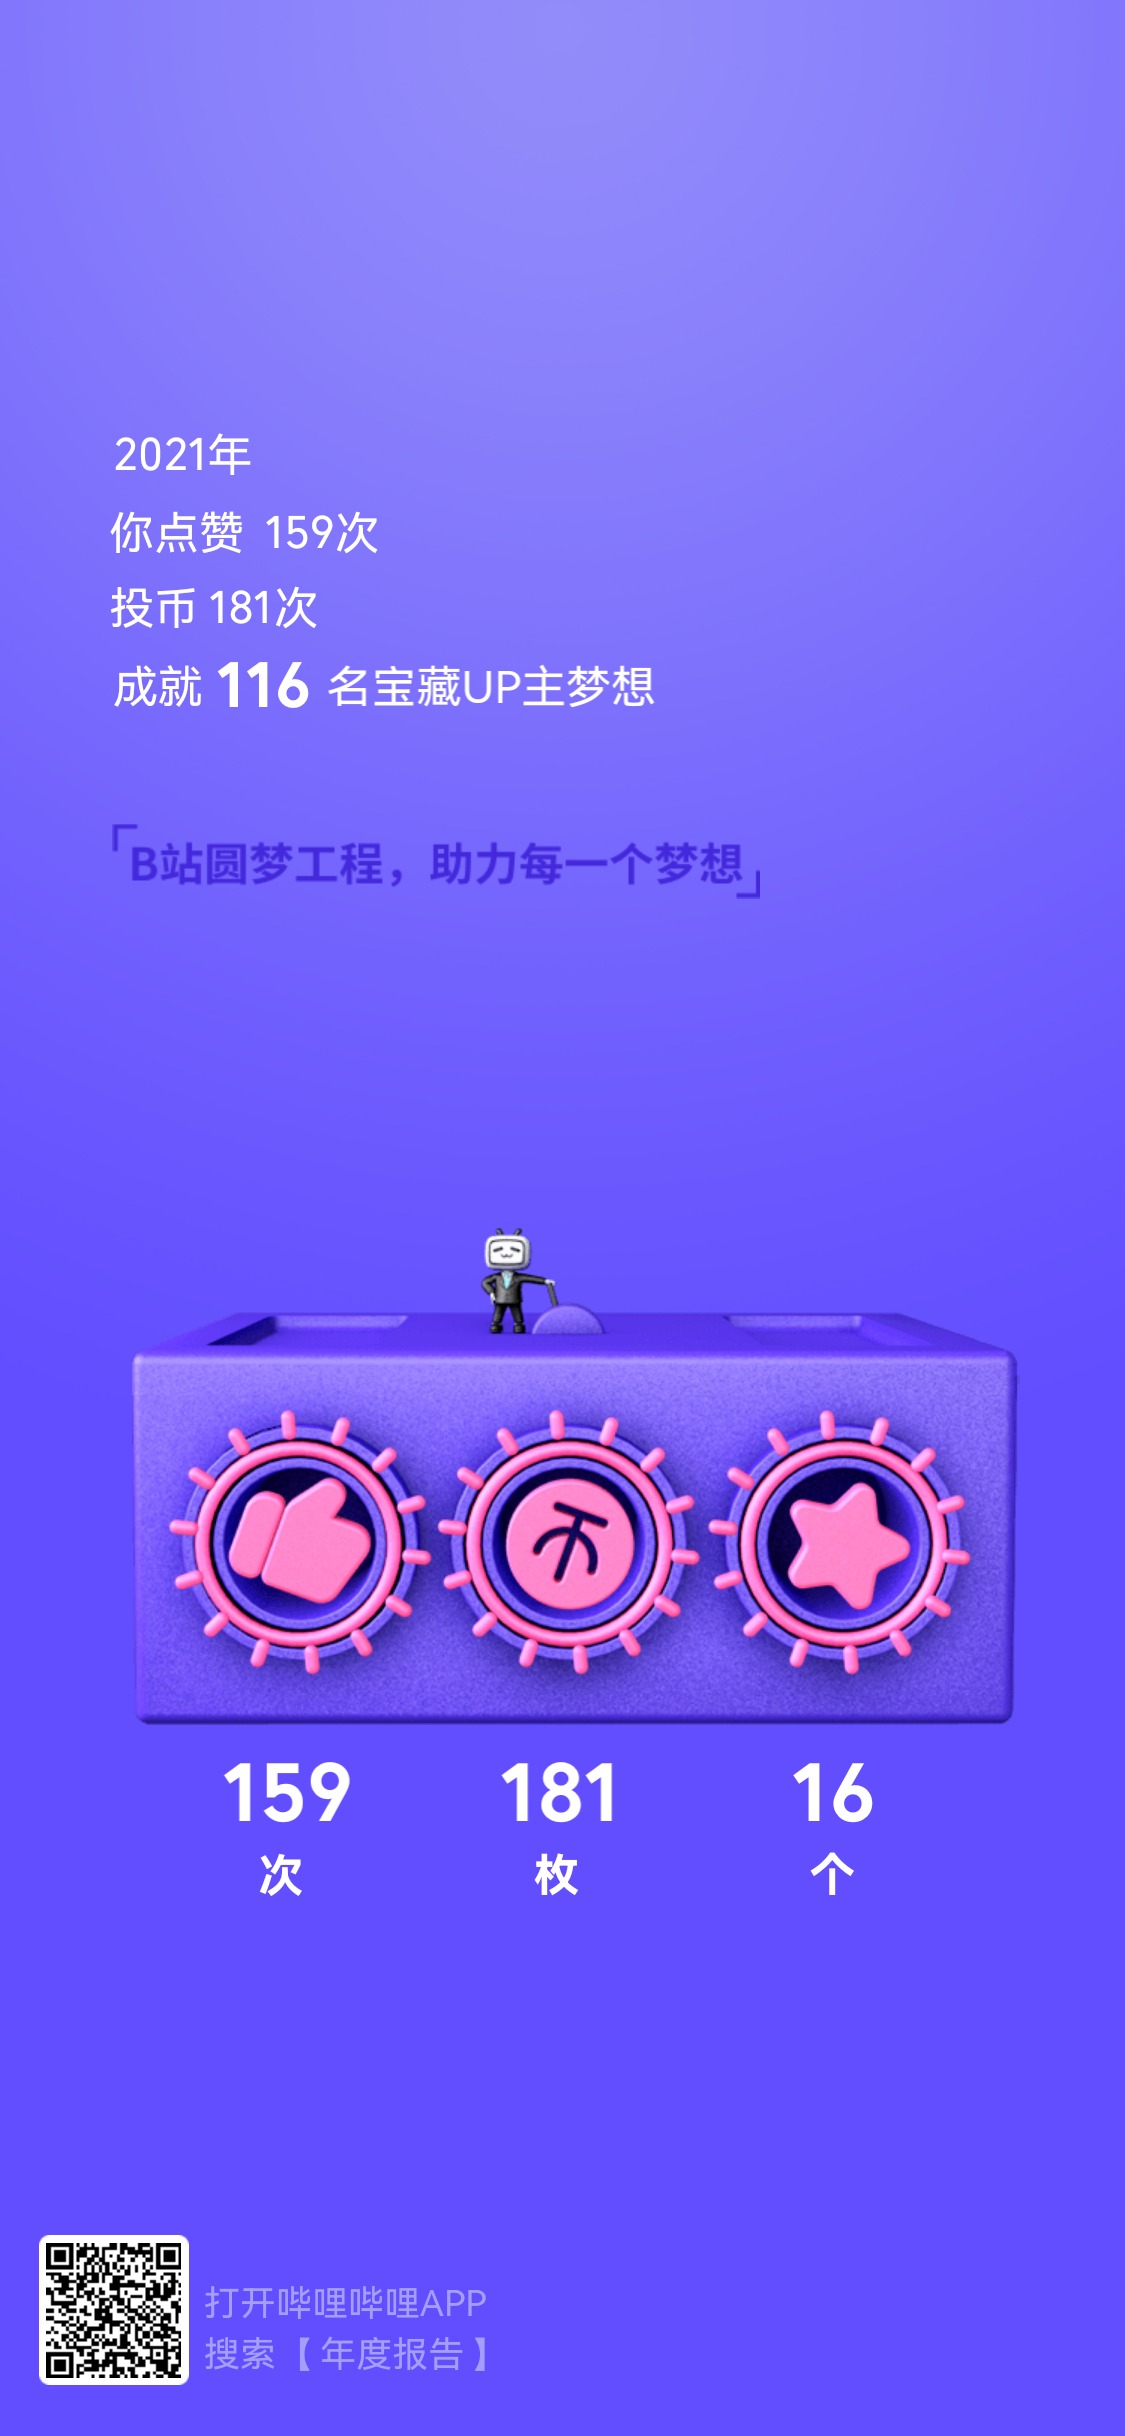 2021年
你点赞 159次
投币 181次
成就 116 名宝藏UP主梦想
「B站圆梦工程，助力每一个梦想」
159 181 16
次 枚 个
打开哔哩哔哩APP
搜索【 年度报告 】